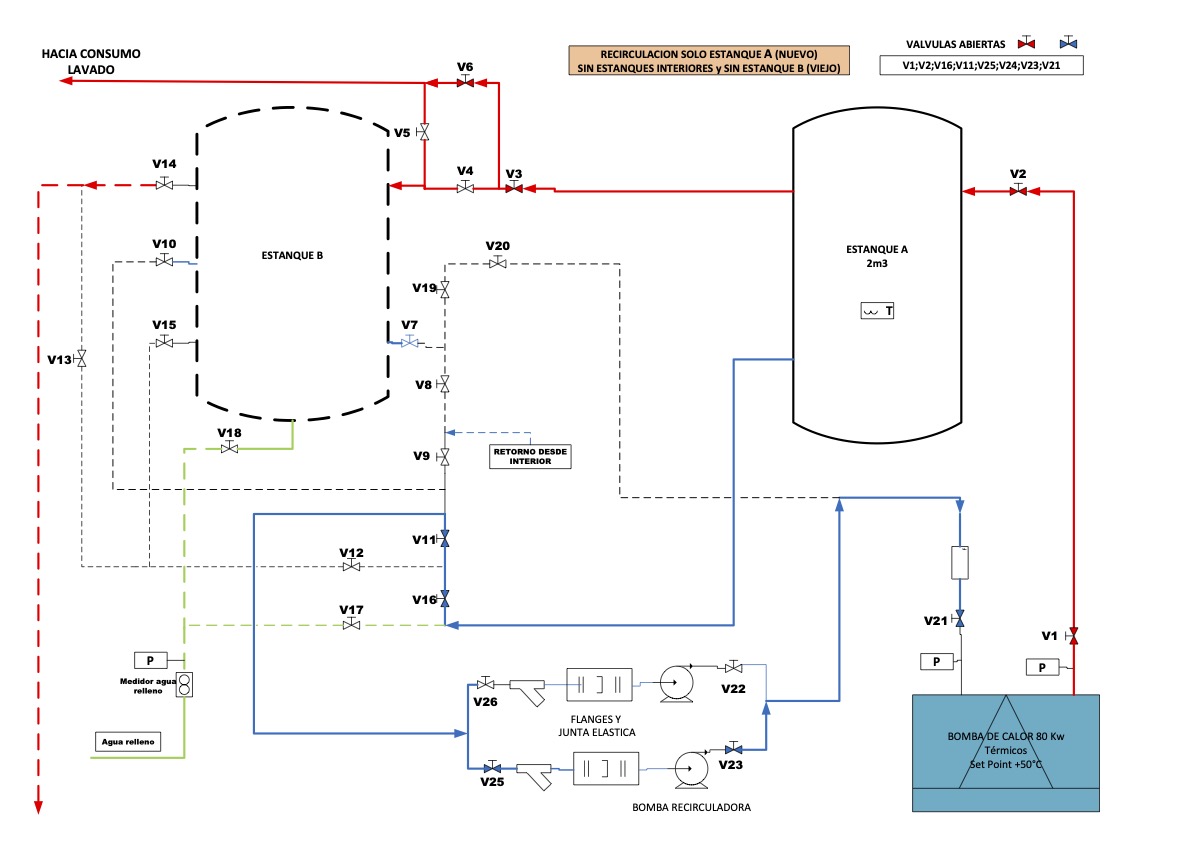 HACIA CONSUMO
LAVADO
RECIRCULACION SOLO ESTANQUE A (NUEVO)
SIN ESTANQUES INTERIORES y SIN ESTANQUE B (VIEJO)
VALVULAS ABIERTAS
V1;V2;V16;V11;V25;V24;V23;V21
V6
V5
V14
V4
V3
V2
V10
ESTANQUE B
V20
ESTANQUE A
2m3
V19
T
V15
V7
V13
V8
V18
V9
RETORNO DESDE
INTERIOR
V11
V12
V16
V17
V21
V1
P
P
P
Medidor agua
relleno
V26
V22
FLANGES Y
JUNTA ELASTICA
Agua relleno
V25
V23
BOMBA DE CALOR 80 Kw
Térmicos
Set Point +50°C
BOMBA RECIRCULADORA